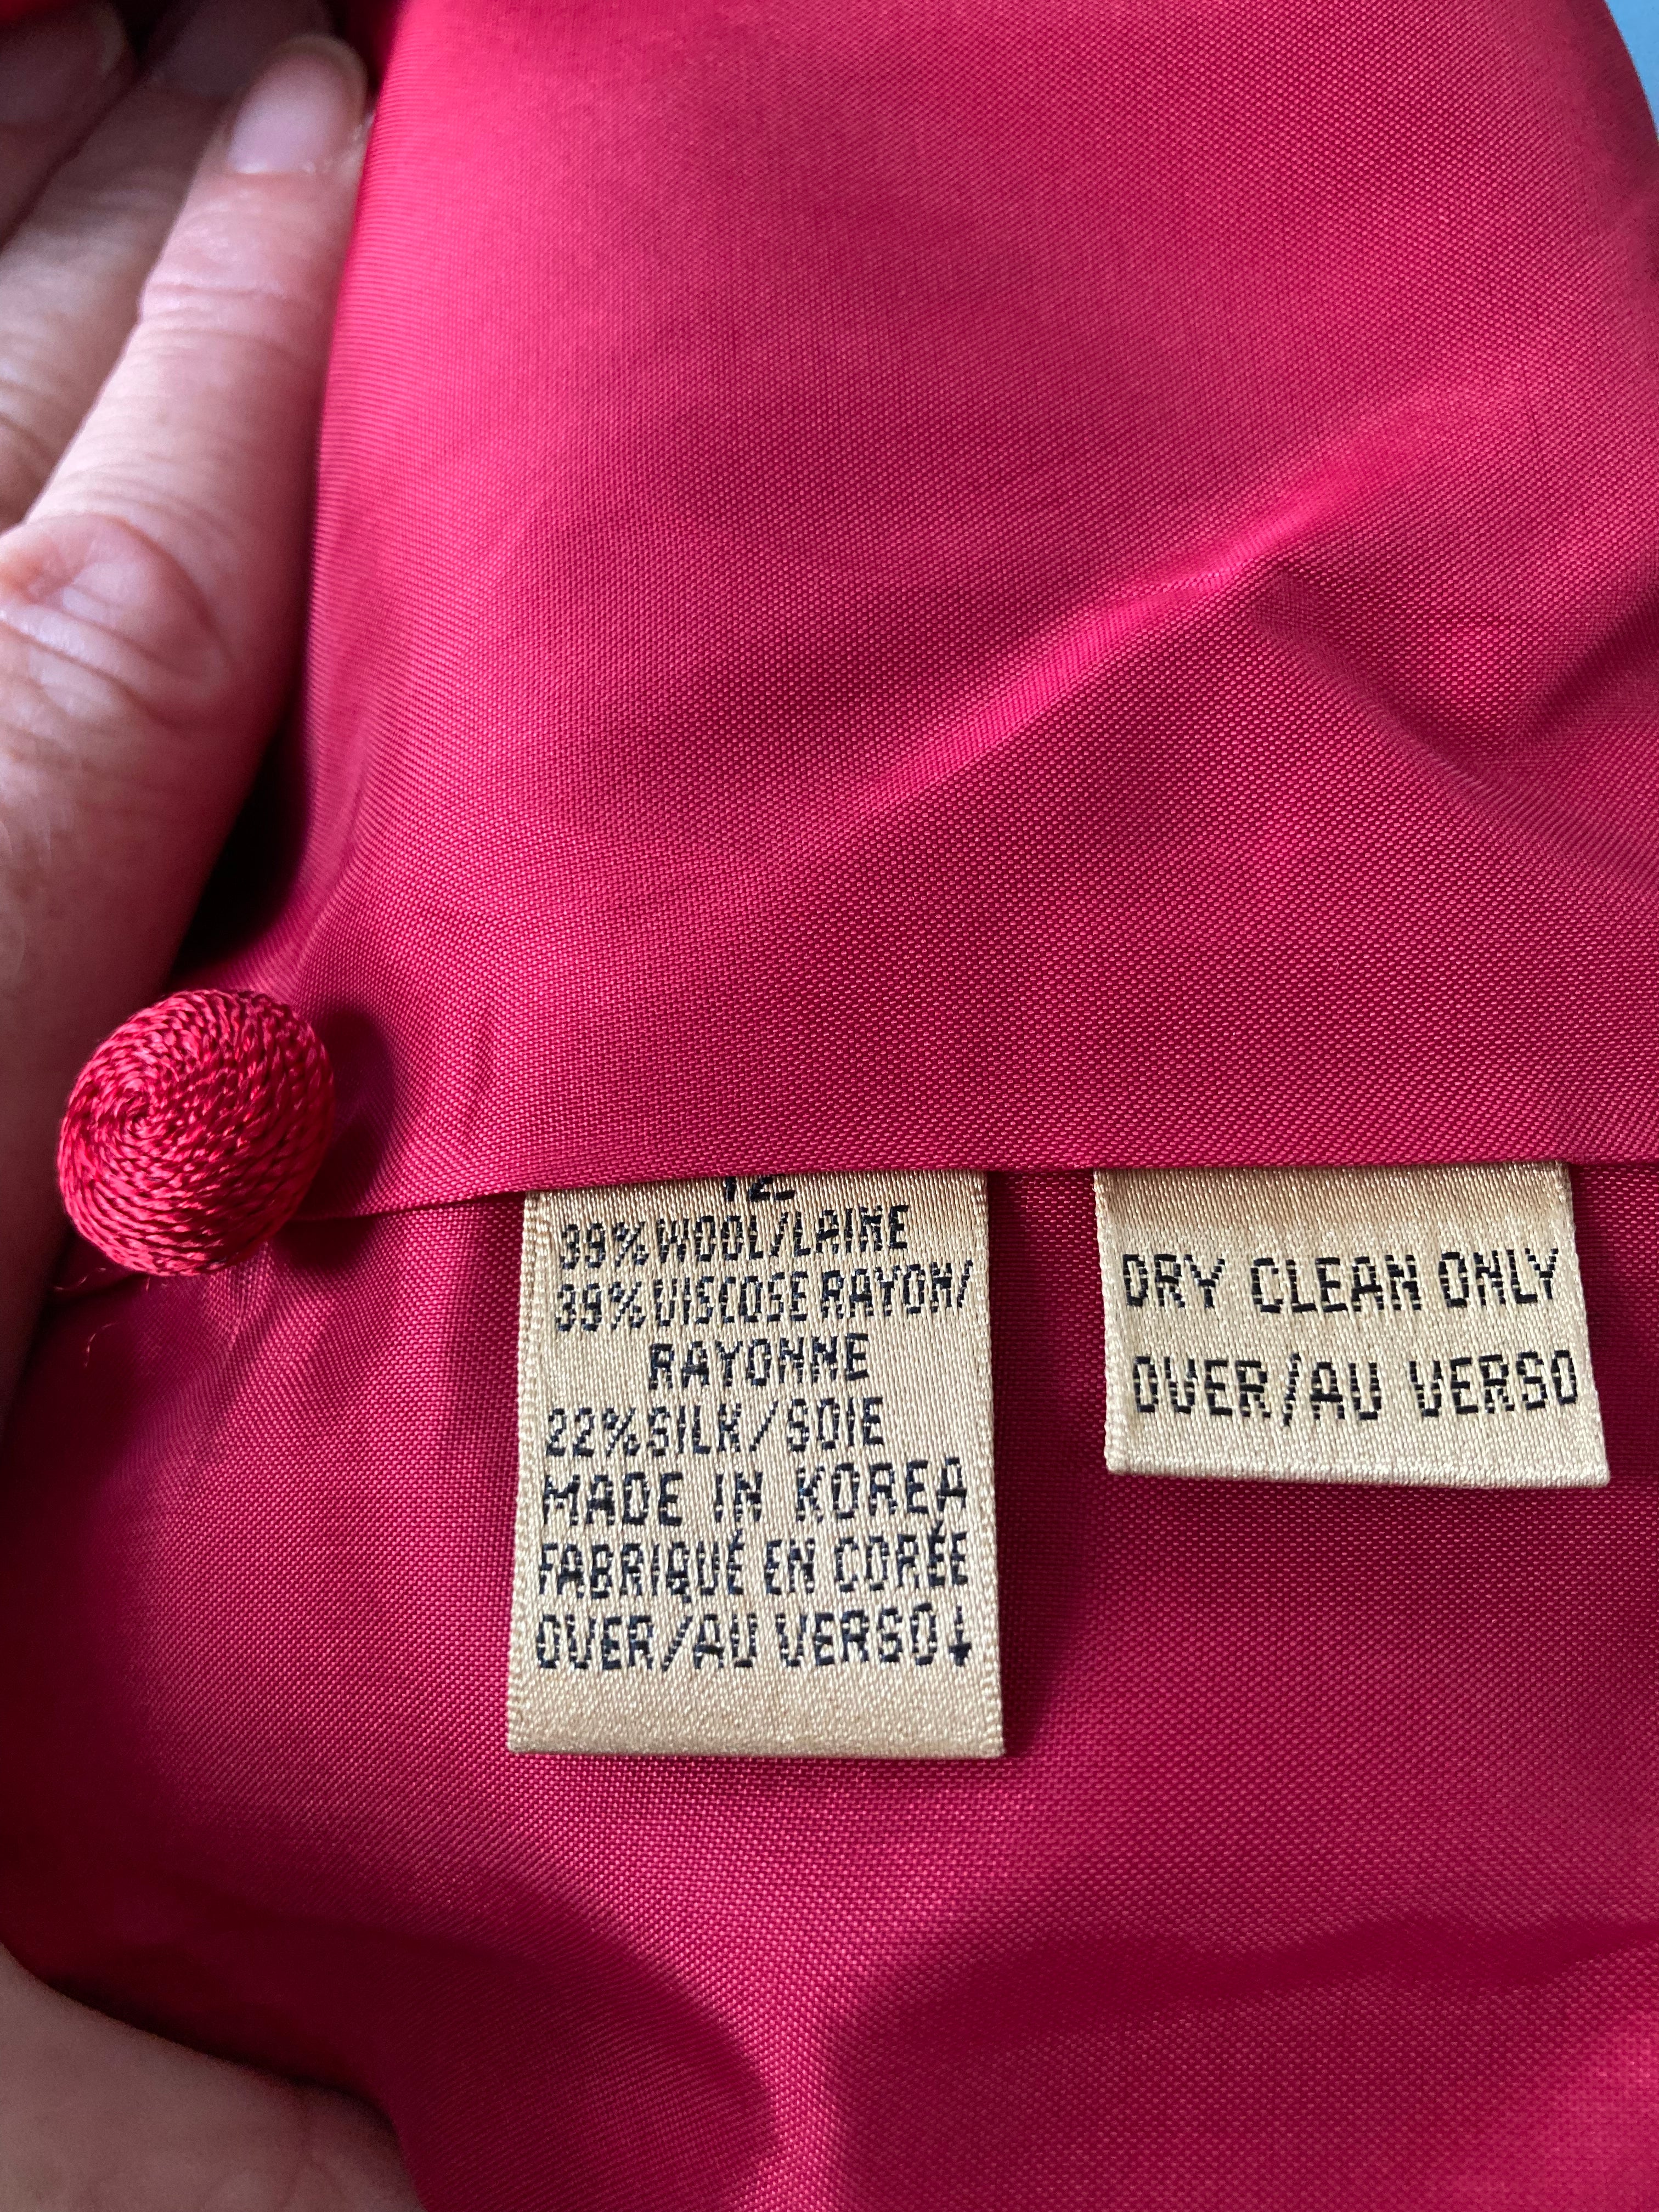 12
39% WOOL/LAINE
39% VISCOSE RAYON/
RAYONNE
22% SILK/SOIE
MADE IN KOREA
FABRIQUÉ EN CORÉE
OVER/AU VERSO↓
DRY CLEAN ONLY
OVER/AU VERSO